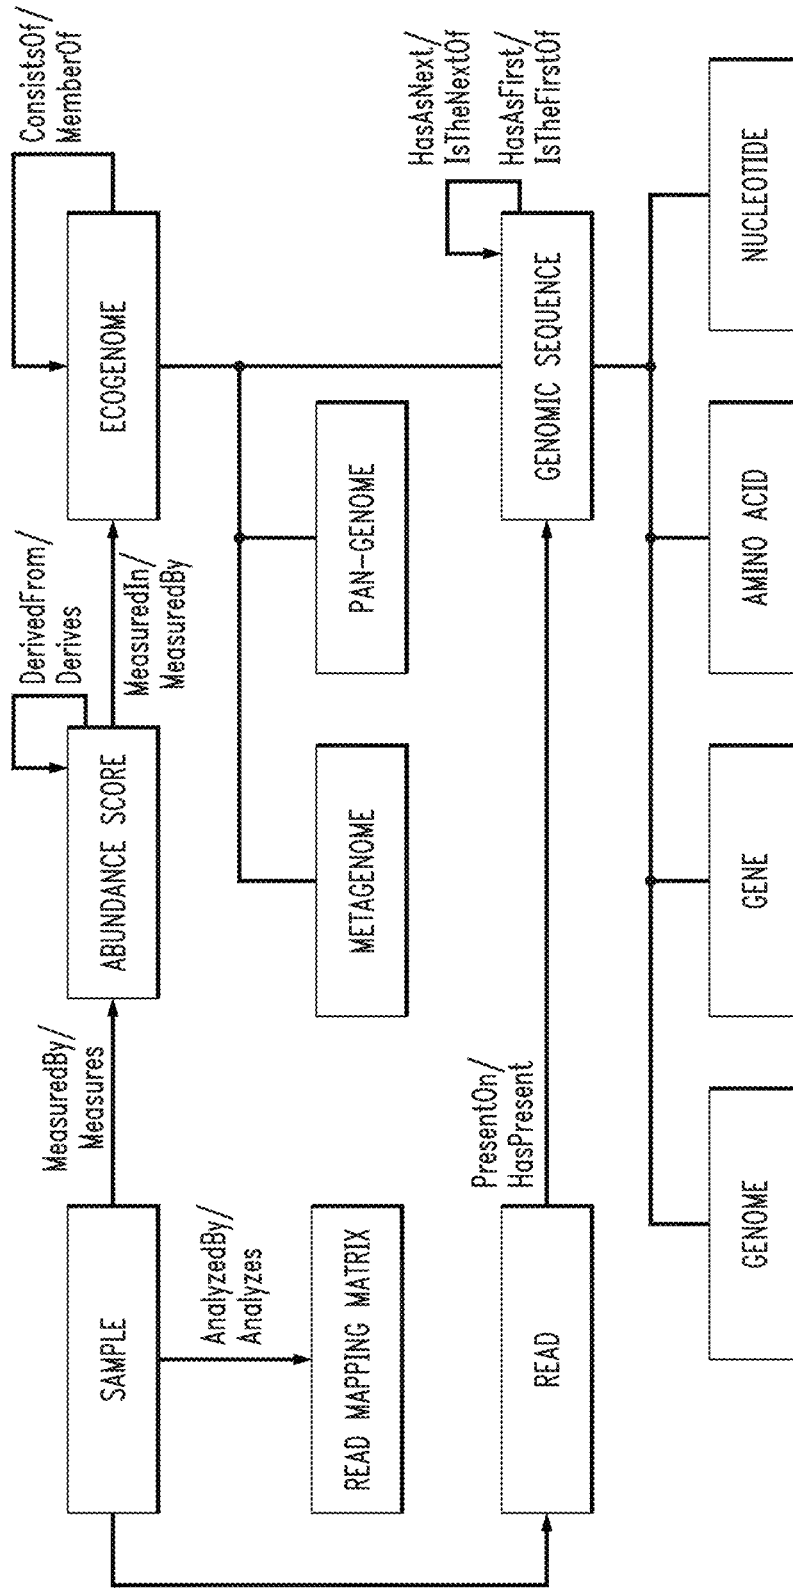 SAMPLE
MeasuredBy/
Measures
ABUNDANCE SCORE
DerivedFrom/
Derives
MeasuredIn/
MeasuredBy
ECOGENOME
ConsistsOf/
MemberOf
AnalyzedBy/
Analyzes
READ MAPPING MATRIX
METAGENOME
PAN-GENOME
READ
PresentOn/
HasPresent
GENOMIC SEQUENCE
HasAsNext/
IsTheNextOf
HasAsFirst/
IsTheFirstOf
GENOME
GENE
AMINO ACID
NUCLEOTIDE